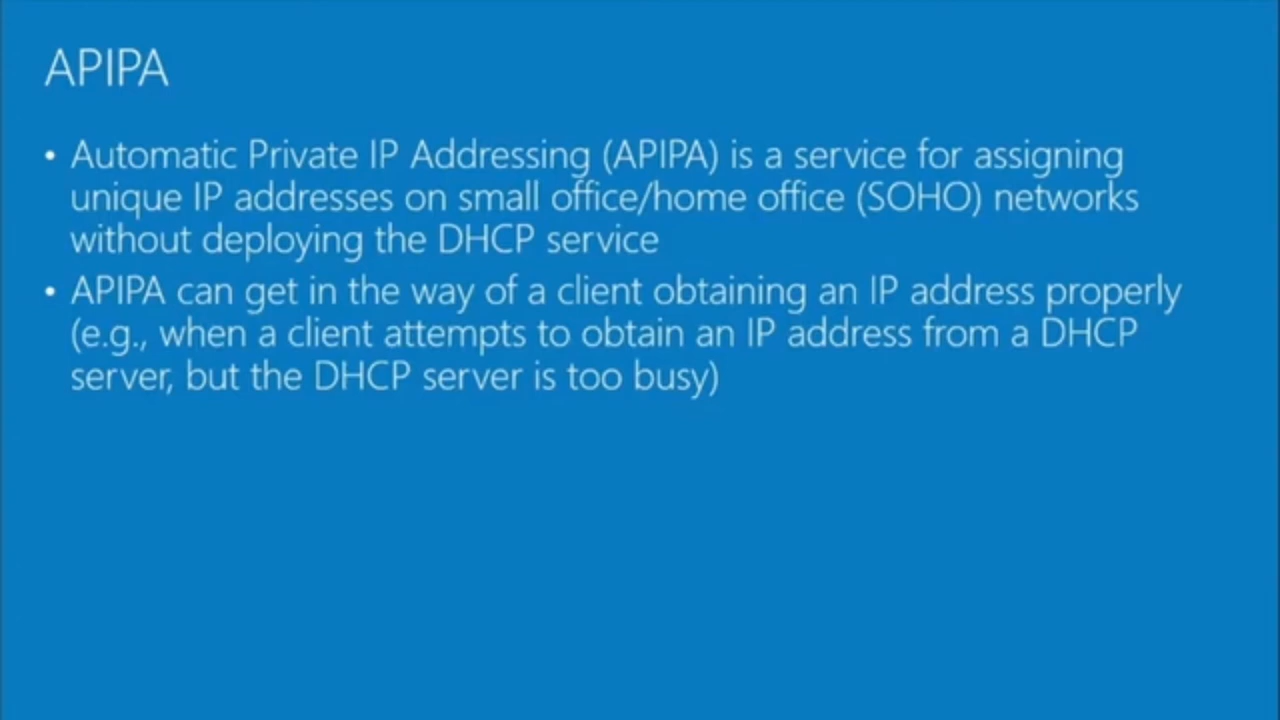 APIPA
• Automatic Private IP Addressing (APIPA) is a service for assigning
unique IP addresses on small office/home office (SOHO) networks
without deploying the DHCP service
• APIPA can get in the way of a client obtaining an IP address properly
(e.g., when a client attempts to obtain an IP address from a DHCP
server, but the DHCP server is too busy)